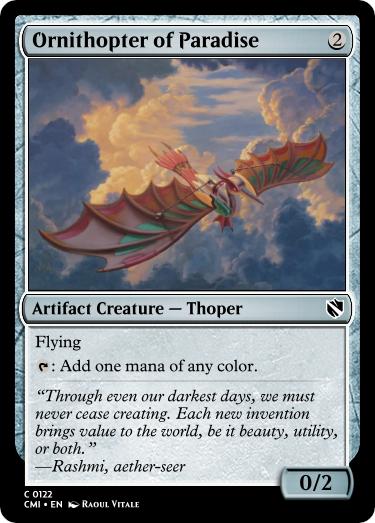 Ornithopter of Paradise 2
Artifact Creature — Thoper
Flying
: Add one mana of any color.
“Through even our darkest days, we must
never cease creating. Each new invention
brings value to the world, be it beauty, utility,
or both.”
—Rashmi, aether-seer
0/2
C 0122
CMI • EN Raoul Vitale